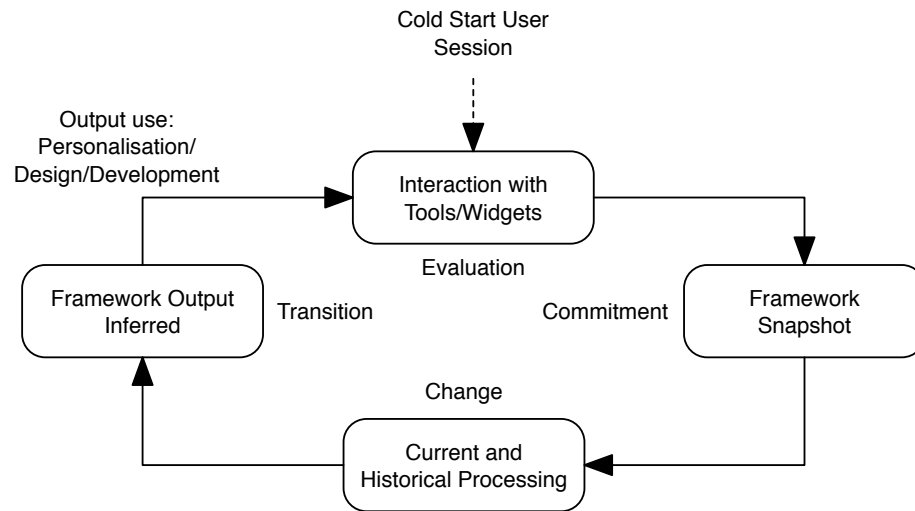 Cold Start User
Session
Output use:
Personalisation/
Design/Development
Interaction with
Tools/Widgets
Evaluation
Framework Output
Inferred
Transition
Commitment
Framework
Snapshot
Change
Current and
Historical Processing